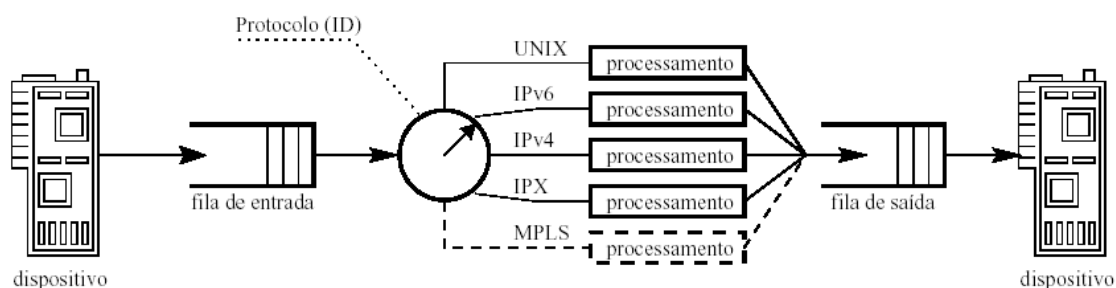 Protocolo (ID)
UNIX
processamento
IPv6
processamento
IPv4
processamento
IPX
processamento
MPLS
processamento
fila de entrada
fila de saída
dispositivo
dispositivo